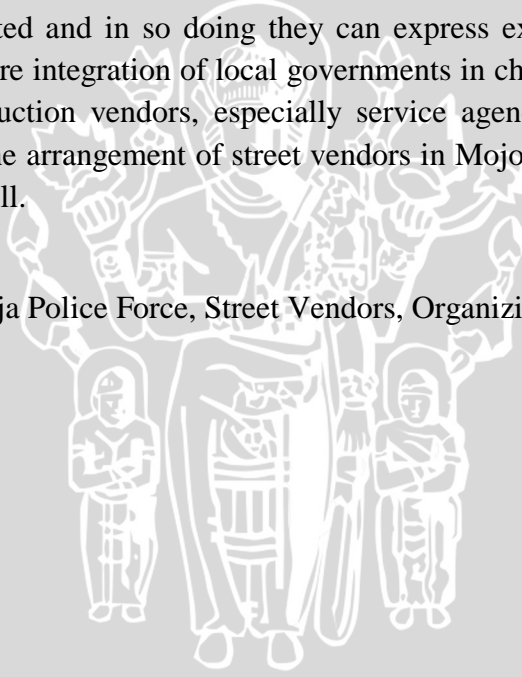 ted and in so doing they can express ex
re integration of local governments in ch
uction vendors, especially service agen
ne arrangement of street vendors in Mojo
ll.
ja Police Force, Street Vendors, Organizi